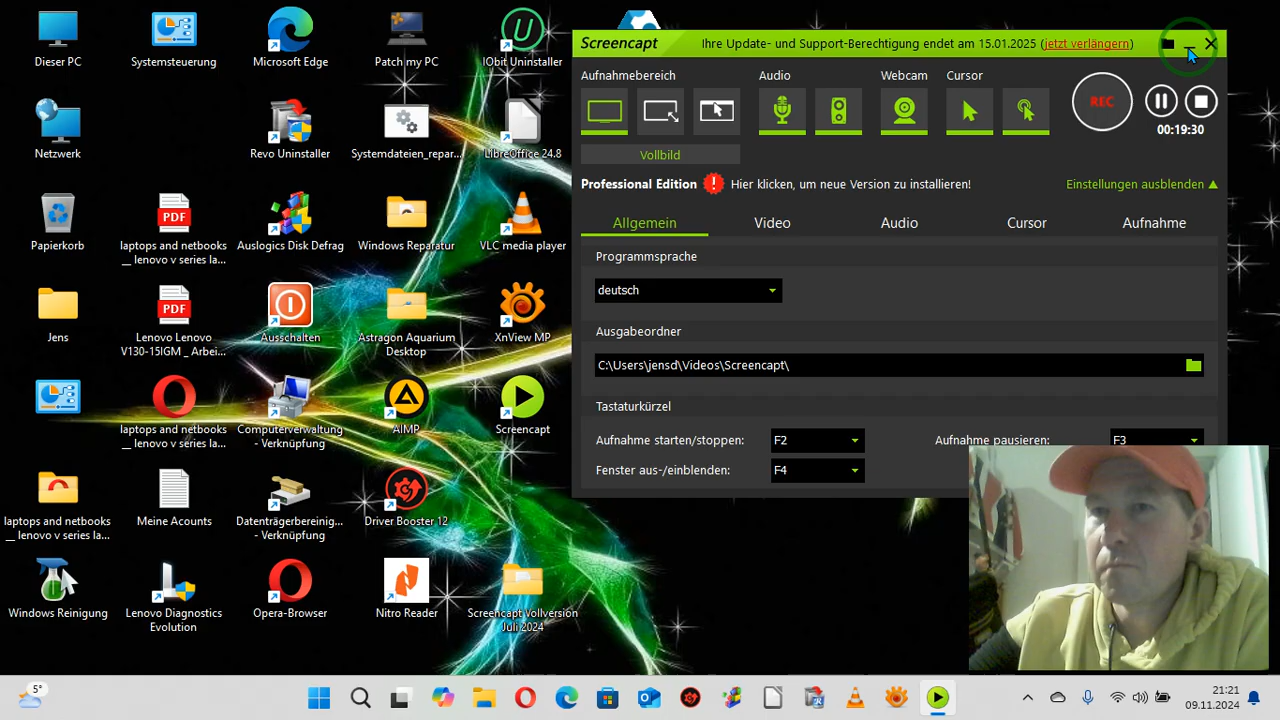 Dieser PC
Systemsteuerung
Microsoft Edge
Patch my PC
IObit Uninstaller
Netzwerk
Revo Uninstaller
Systemdateien_repar...
LibreOffice 24.8
Papierkorb
PDF
laptops and netbooks
__ lenovo v series la...
Auslogics Disk Defrag
Windows Reparatur
VLC media player
Jens
PDF
Lenovo Lenovo
V130-15IGM _ Arbei...
Ausschalten
Astragon Aquarium
Desktop
XnView MP
laptops and netbooks
__ lenovo v series la...
Computerverwaltung
- Verknüpfung
AIMP
Screencapt
laptops and netbooks
__ lenovo v series la...
Meine Acounts
Datenträgerbereinig...
- Verknüpfung
Driver Booster 12
Windows Reinigung
Lenovo Diagnostics
Evolution
Opera-Browser
Nitro Reader
Screencapt Vollversion
Juli 2024
Screencapt
Ihre Update- und Support-Berechtigung endet am 15.01.2025 (jetzt verlängern)
Aufnahmebereich
Audio
Webcam
Cursor
REC
00:19:30
Vollbild
Professional Edition ! Hier klicken, um neue Version zu installieren!
Einstellungen ausblenden
Allgemein
Video
Audio
Cursor
Aufnahme
Programmsprache
deutsch
Ausgabeordner
C:\Users\jensd\Videos\Screencapt\
Tastaturkürzel
Aufnahme starten/stoppen: F2
Aufnahme pausieren: F3
Fenster aus-/einblenden: F4
5°
21:21
09.11.2024